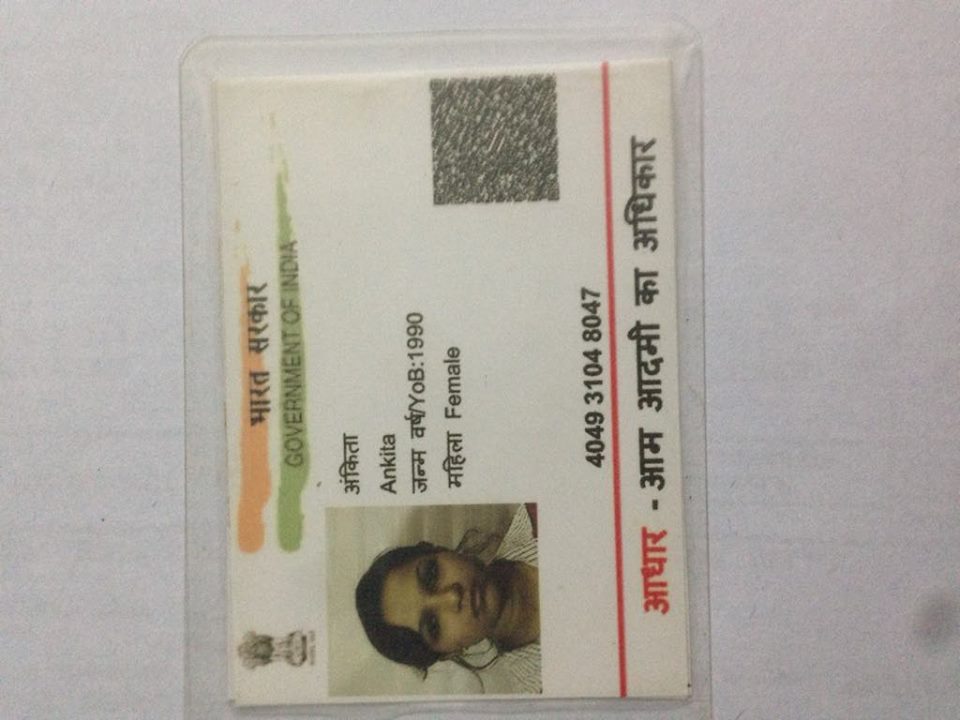 भारत सरकार
GOVERNMENT OF INDIA
अंकिता
Ankita
जन्म वर्ष/YoB:1990
महिला Female
4049 3104 8047
आधार - आम आदमी का अधिकार